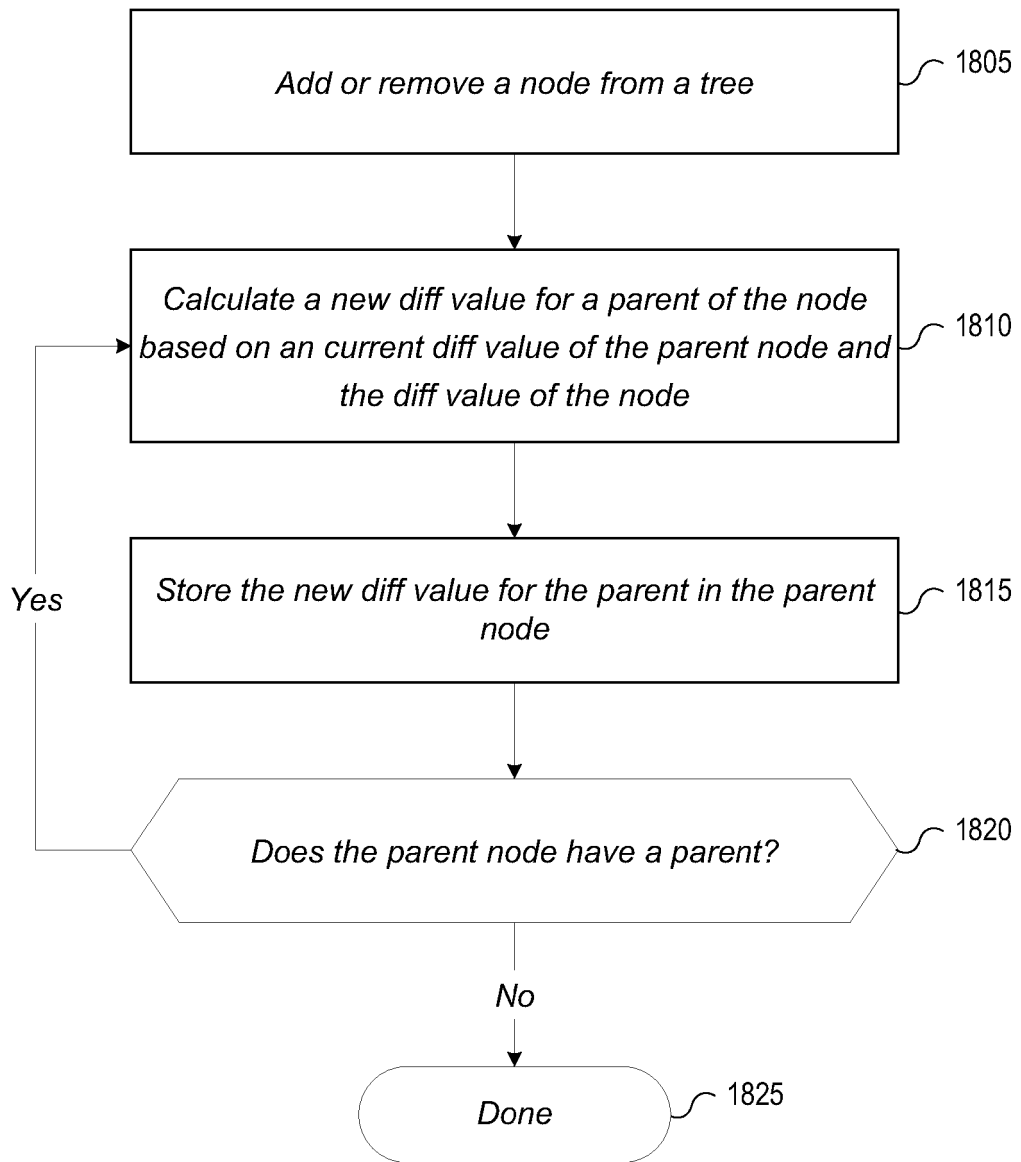 Add or remove a node from a tree
1805
Calculate a new diff value for a parent of the node
based on an current diff value of the parent node and
the diff value of the node
1810
Store the new diff value for the parent in the parent
node
1815
Yes
Does the parent node have a parent?
1820
No
Done
1825